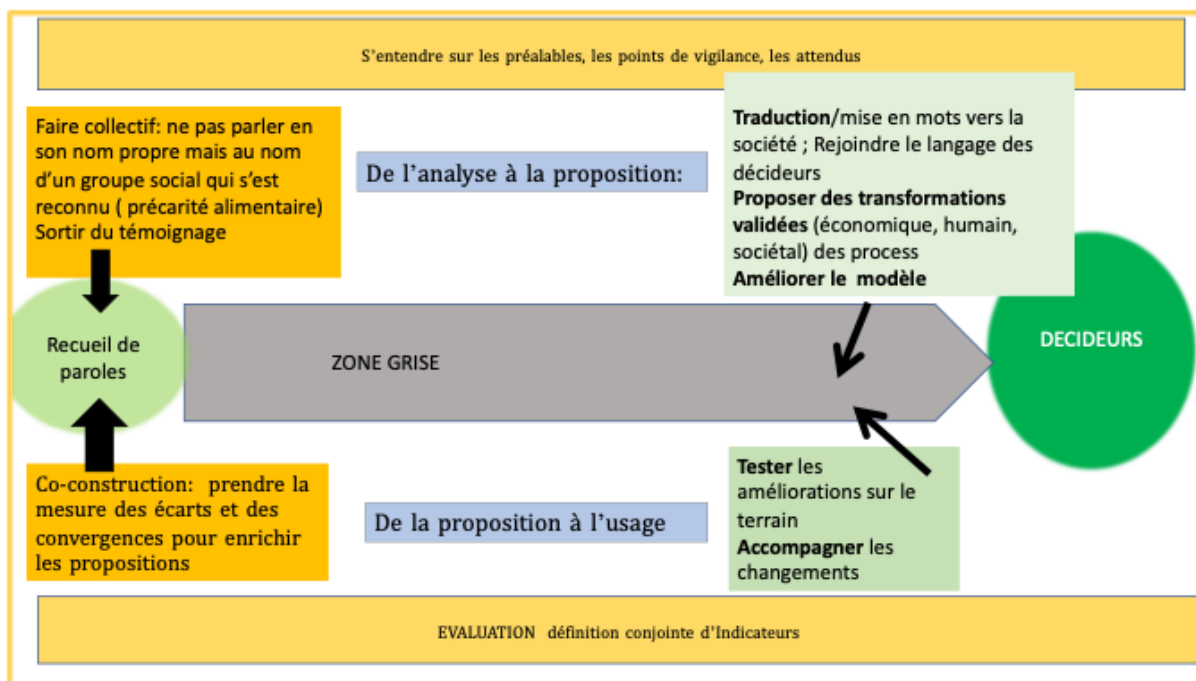 S'entendre sur les préalables, les points de vigilance, les attendus
Faire collectif: ne pas parler en
son nom propre mais au nom
d'un groupe social qui s'est
reconnu ( précarité alimentaire)
Sortir du témoignage
De l'analyse à la proposition:
Traduction/mise en mots vers la
société ; Rejoindre le langage des
décideurs
Proposer des transformations
validées (économique, humain,
sociétal) des process
Améliorer le modèle
Recueil de
paroles
ZONE GRISE
DECIDEURS
Co-construction: prendre la
mesure des écarts et des
convergences pour enrichir
les propositions
De la proposition à l'usage
Tester les
améliorations sur le
terrain
Accompagner les
changements
EVALUATION définition conjointe d'Indicateurs